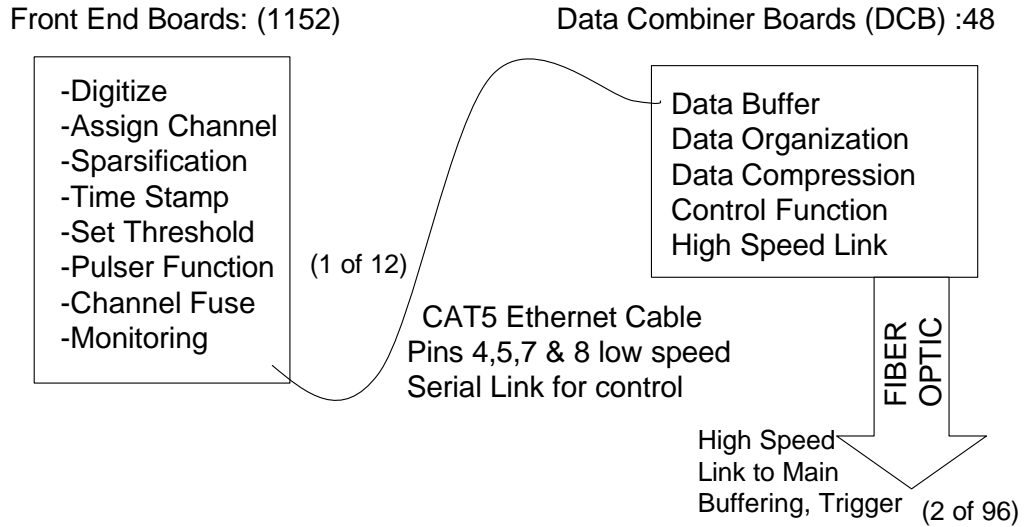 Front End Boards: (1152)
Data Combiner Boards (DCB) :48
-Digitize
-Assign Channel
-Sparsification
-Time Stamp
-Set Threshold
-Pulser Function
-Channel Fuse
-Monitoring
(1 of 12)
CAT5 Ethernet Cable
Pins 4,5,7 & 8 low speed
Serial Link for control
Data Buffer
Data Organization
Data Compression
Control Function
High Speed Link
FIBER
OPTIC
High Speed
Link to Main
Buffering, Trigger
(2 of 96)